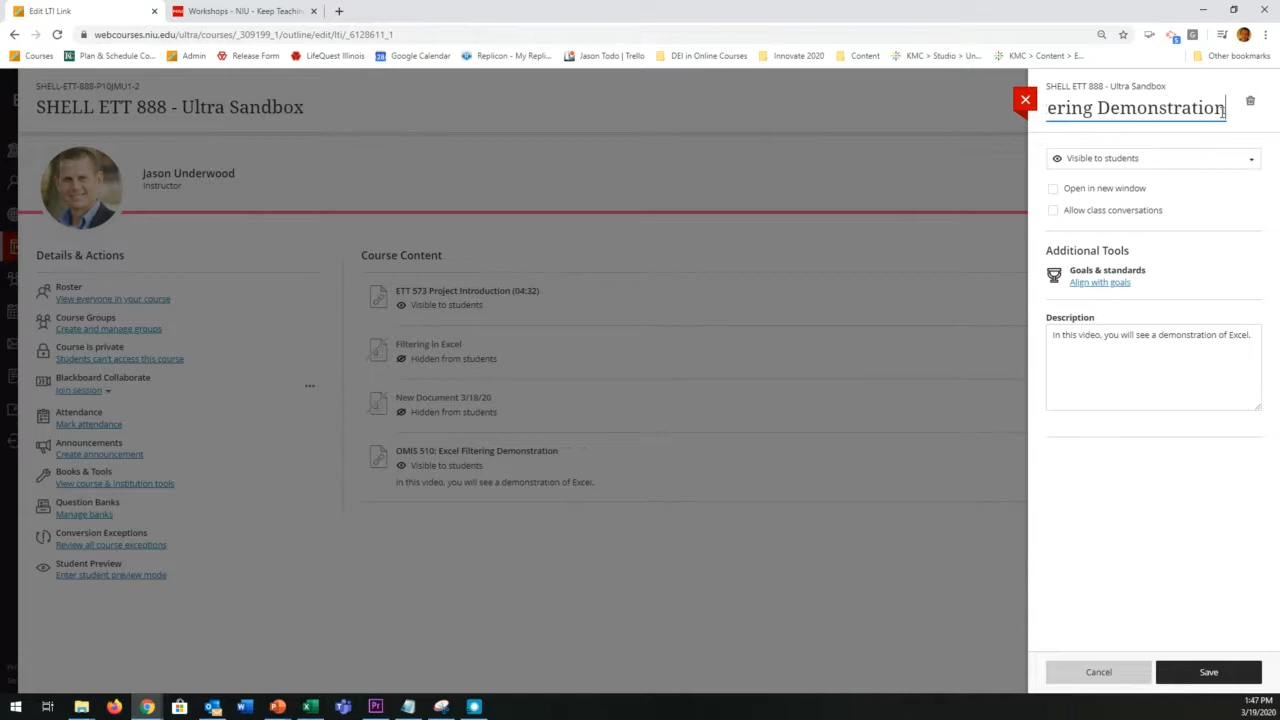 Edit LTI Link
Workshops - NIU - Keep Teachin
webcourses.niu.edu/ultra/courses/_309199_1/outline/edit/lti/_6128611_1
Courses
Plan & Schedule Co...
Admin
Release Form
LifeQuest Illinois
Google Calendar
Replicon - My Repli...
Jason Todo | Trello
DEI in Online Courses
Innovate 2020
Content
KMC > Studio > Un...
KMC > Content > E...
Other bookmarks
SHELL-ETT-888-P10JMU1-2
SHELL ETT 888 - Ultra Sandbox
Jason Underwood
Instructor
Details & Actions
Roster
View everyone in your course
Course Groups
Create and manage groups
Course is private
Students can't access this course
Blackboard Collaborate
Join session
Attendance
Mark attendance
Announcements
Create announcement
Books & Tools
View course & institution tools
Question Banks
Manage banks
Conversion Exceptions
Review all course exceptions
Student Preview
Enter student preview mode
Course Content
ETT 573 Project Introduction (04:32)
Visible to students
Filtering in Excel
Hidden from students
New Document 3/18/20
Hidden from students
OMIS 510: Excel Filtering Demonstration
Visible to students
In this video, you will see a demonstration of Excel.
SHELL ETT 888 - Ultra Sandbox
ering Demonstration
Visible to students
Open in new window
Allow class conversations
Additional Tools
Goals & standards
Align with goals
Description
In this video, you will see a demonstration of Excel.
Cancel
Save
1:47 PM
3/19/2020